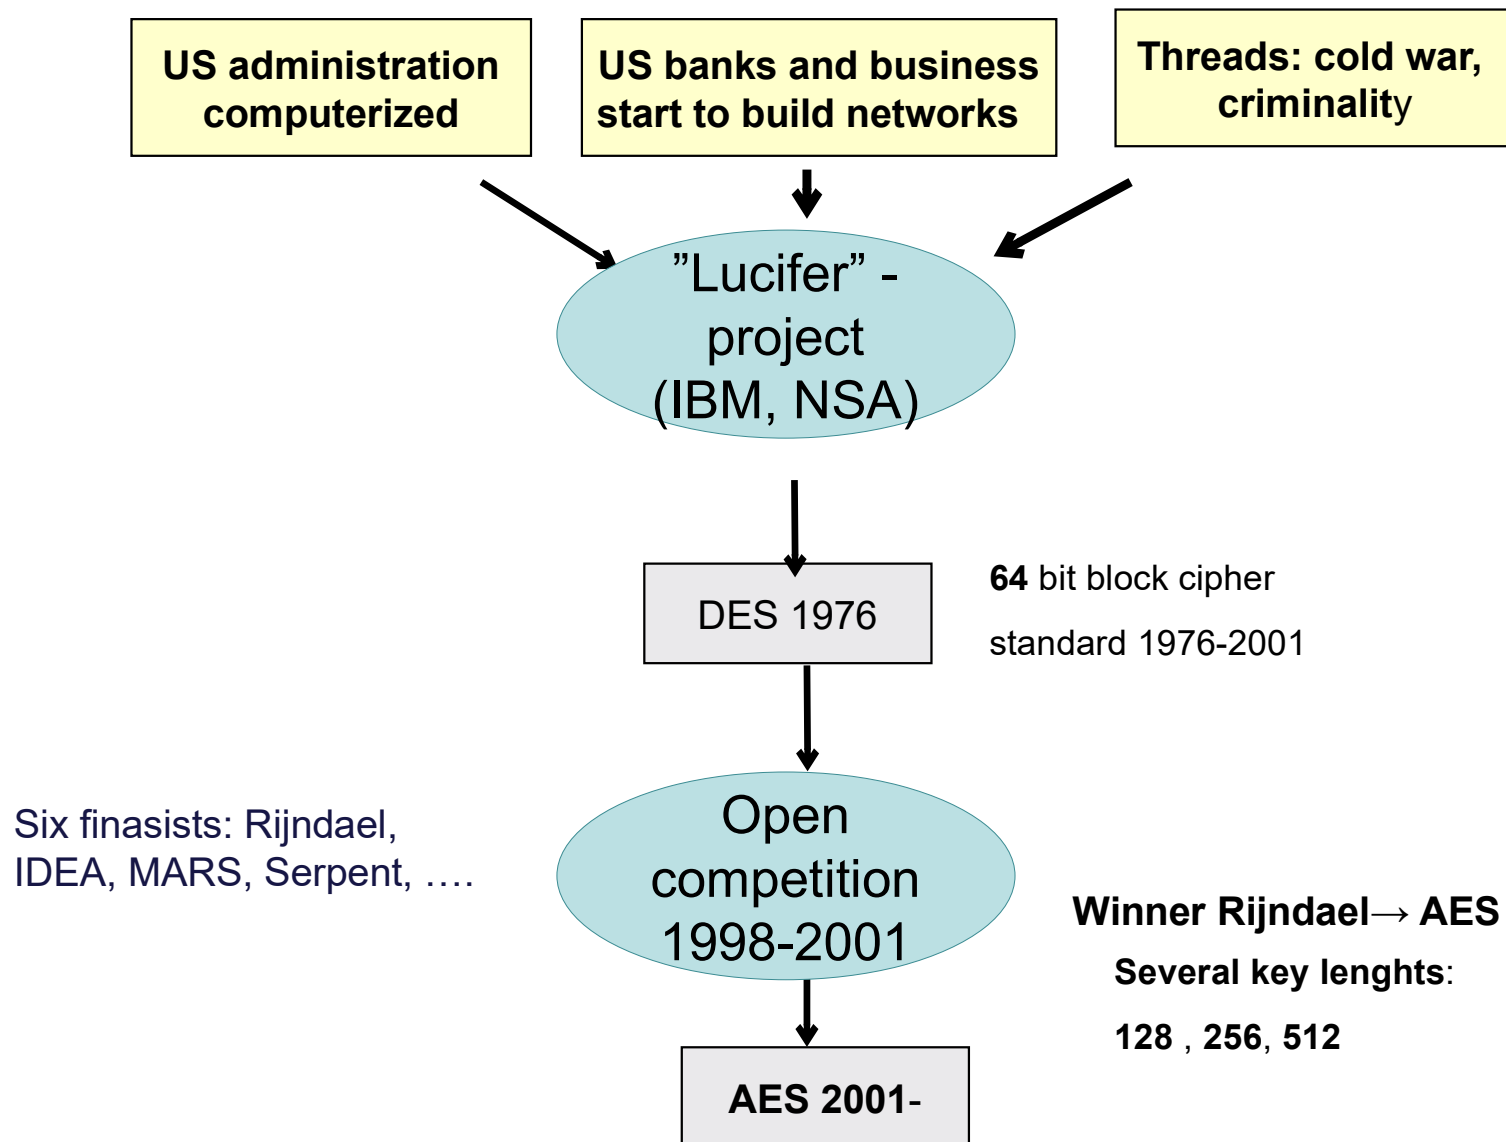 US administration
computerized
US banks and business
start to build networks
Threads: cold war,
criminality
”Lucifer” -
project
(IBM, NSA)
DES 1976
64 bit block cipher
standard 1976-2001
Six finasists: Rijndael,
IDEA, MARS, Serpent, ….
Open
competition
1998-2001
Winner Rijndael→ AES
Several key lenghts:
128 , 256, 512
AES 2001-